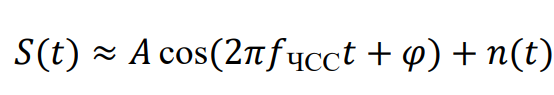 S(t) ≈ A cos(2πf_ЧСС t + φ) + n(t)